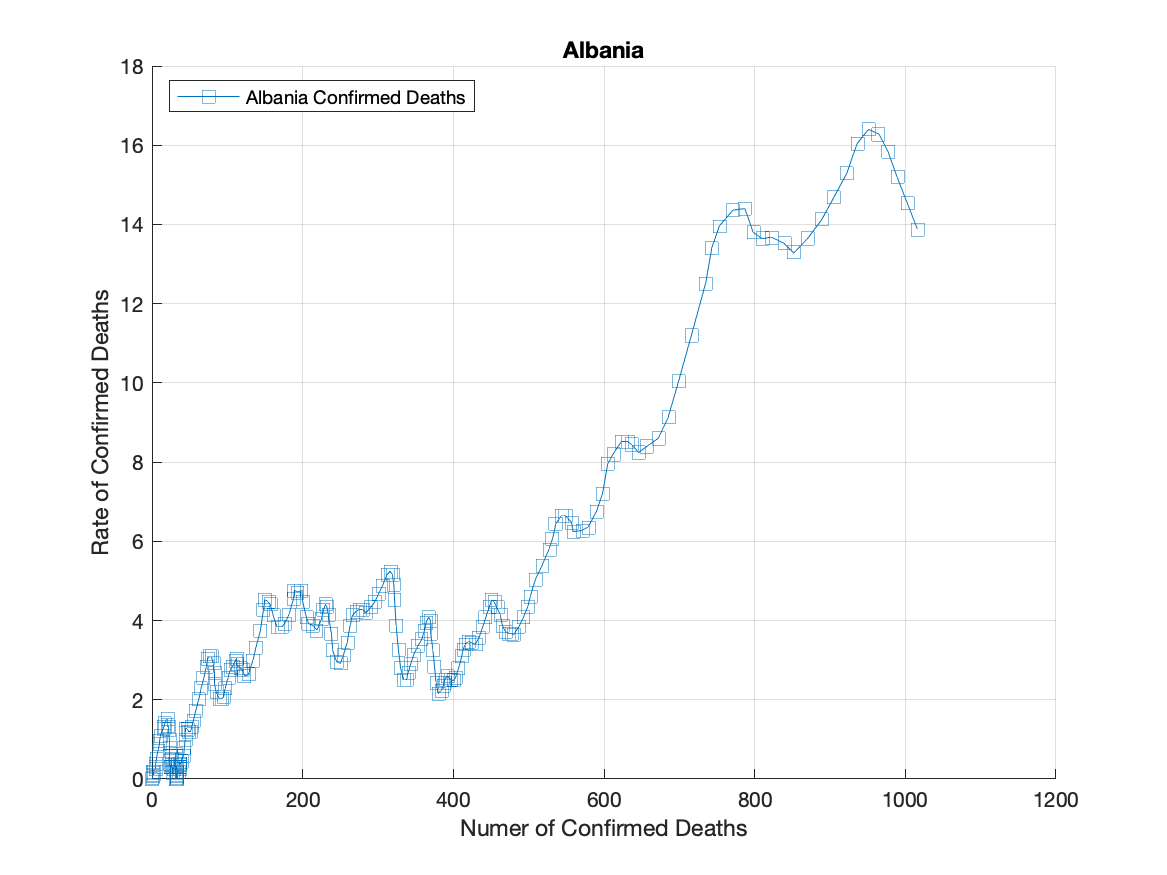 Albania
Albania Confirmed Deaths
18
16
14
12
10
8
6
4
2
0
Rate of Confirmed Deaths
0 200 400 600 800 1000 1200
Numer of Confirmed Deaths